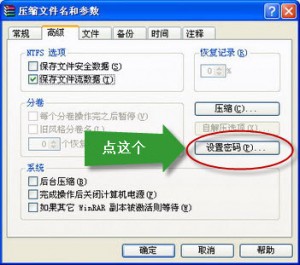 压缩文件名和参数
常规 高级 文件 备份 时间 注释
NTFS 选项
保存文件安全数据(S)
保存文件流数据(T)
恢复记录(R)
0 %
分卷
每个分卷操作完之后暂停(V)
旧风格分卷名(L)
0 个恢复
压缩(C)...
自解压选项(X)...
设置密码(P)...
点这个
系统
后台压缩(B)
完成操作后关闭计算机电源(F)
如果其它 WinRAR 副本被激活则等待(W)
确定 取消 帮助